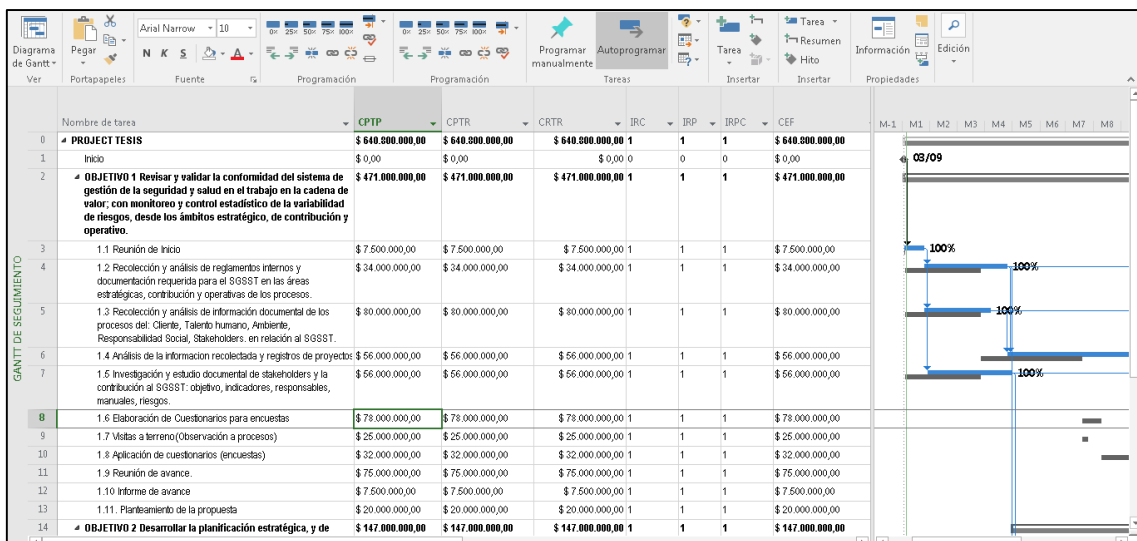 Arial Narrow 10
0× 25× 50× 75× 100×
0× 25× 50× 75× 100×
Diagrama de Gantt
Pegar
N K S A
Programar manualmente
Autoprogramar
Tarea
Tarea
Resumen
Hito
Información
Edición
Ver Portapapeles Fuente Programación Programación Tareas Insertar Insertar Propiedades
Nombre de tarea CPTP CPTR CRTR IRC IRP IRPC CEF M-1 M1 M2 M3 M4 M5 M6 M7 M8
GANTT DE SEGUIMIENTO
0 PROJECT TESIS $ 640.800.000,00 $ 640.800.000,00 $ 640.800.000,00 1 1 1 $ 640.800.000,00
1 Inicio $ 0,00 $ 0,00 $ 0,00 0 0 0 $ 0,00 03/09
2 OBJETIVO 1 Revisar y validar la conformidad del sistema de $ 471.000.000,00 $ 471.000.000,00 $ 471.000.000,00 1 1 1 $ 471.000.000,00
gestión de la seguridad y salud en el trabajo en la cadena de
valor; con monitoreo y control estadístico de la variabilidad
de riesgos, desde los ámbitos estratégico, de contribución y
operativo.
3 1.1 Reunión de Inicio $ 7.500.000,00 $ 7.500.000,00 $ 7.500.000,00 1 1 1 $ 7.500.000,00 100%
4 1.2 Recolección y análisis de reglamentos internos y $ 34.000.000,00 $ 34.000.000,00 $ 34.000.000,00 1 1 1 $ 34.000.000,00 100%
documentación requerida para el SGSST en las áreas
estratégicas, contribución y operativas de los procesos.
5 1.3 Recolección y análisis de información documental de los $ 80.000.000,00 $ 80.000.000,00 $ 80.000.000,00 1 1 1 $ 80.000.000,00 100%
procesos del: Cliente, Talento humano, Ambiente,
Responsabilidad Social, Stakeholders. en relación al SGSST.
6 1.4 Análisis de la informacion recolectada y registros de proyectos $ 56.000.000,00 $ 56.000.000,00 $ 56.000.000,00 1 1 1 $ 56.000.000,00
7 1.5 Investigación y estudio documental de stakeholders y la $ 56.000.000,00 $ 56.000.000,00 $ 56.000.000,00 1 1 1 $ 56.000.000,00 100%
contribución al SGSST: objetivo, indicadores, responsables,
manuales, riesgos.
8 1.6 Elaboración de Cuestionarios para encuestas $ 78.000.000,00 $ 78.000.000,00 $ 78.000.000,00 1 1 1 $ 78.000.000,00
9 1.7 Visitas a terreno(Observación a procesos) $ 25.000.000,00 $ 25.000.000,00 $ 25.000.000,00 1 1 1 $ 25.000.000,00
10 1.8 Aplicación de cuestionarios (encuestas) $ 32.000.000,00 $ 32.000.000,00 $ 32.000.000,00 1 1 1 $ 32.000.000,00
11 1.9 Reunión de avance. $ 75.000.000,00 $ 75.000.000,00 $ 75.000.000,00 1 1 1 $ 75.000.000,00
12 1.10 Informe de avance $ 7.500.000,00 $ 7.500.000,00 $ 7.500.000,00 1 1 1 $ 7.500.000,00
13 1.11. Planteamiento de la propuesta $ 20.000.000,00 $ 20.000.000,00 $ 20.000.000,00 1 1 1 $ 20.000.000,00
14 OBJETIVO 2 Desarrollar la planificación estratégica, y de $ 147.000.000,00 $ 147.000.000,00 $ 147.000.000,00 1 1 1 $ 147.000.000,00